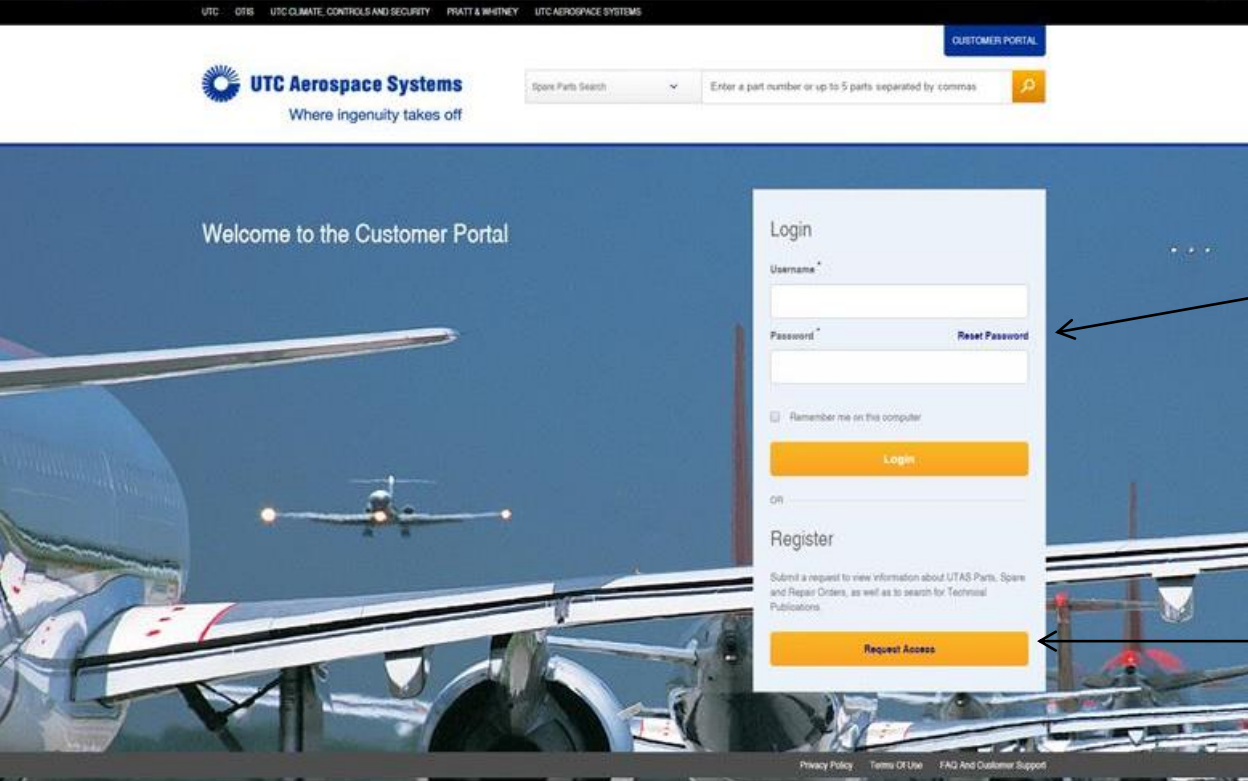 UTC OTIS UTC CLIMATE, CONTROLS AND SECURITY PRATT & WHITNEY UTC AEROSPACE SYSTEMS
CUSTOMER PORTAL
UTC Aerospace Systems
Where ingenuity takes off
Spare Parts Search
Enter a part number or up to 5 parts separated by commas
Welcome to the Customer Portal
Login
Username *
Password * Reset Password
Remember me on this computer
Login
OR
Register
Submit a request to view information about UTAS Parts, Spare
and Repair Orders, as well as to search for Technical
Publications.
Request Access
Privacy Policy Terms Of Use FAQ And Customer Support